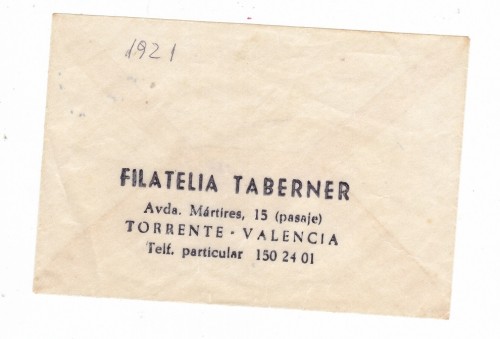 1921
FILATELIA TABERNER
Avda. Mártires, 15 (pasaje)
TORRENTE - VALENCIA
Telf. particular 150 24 01